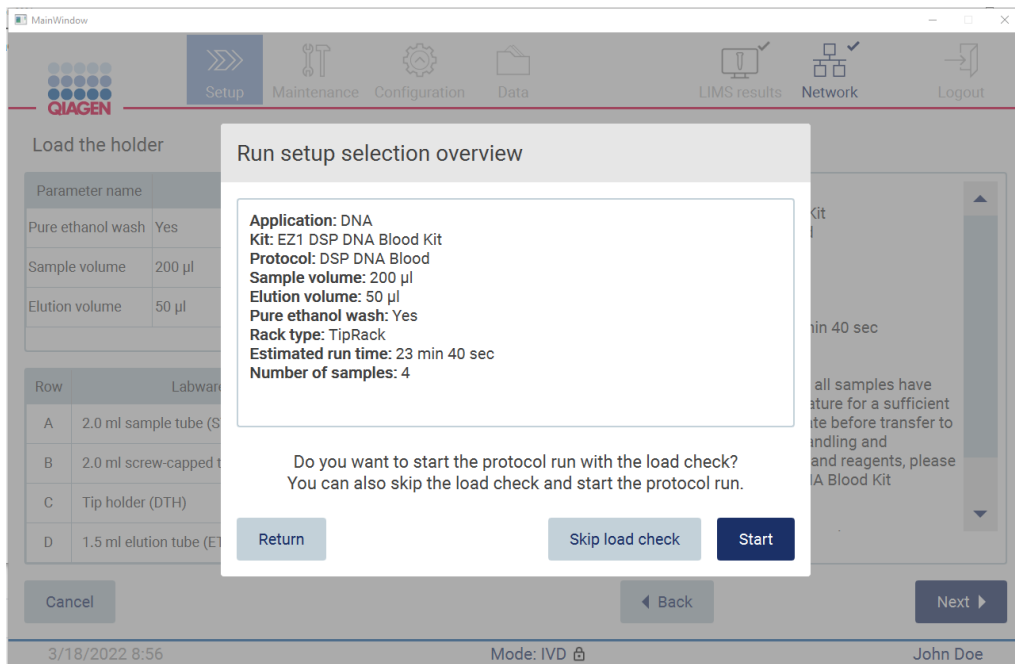 MainWindow
Setup
Maintenance
Configuration
Data
LIMS results
Network
Logout
QIAGEN
Load the holder
Parameter name
Pure ethanol wash Yes
Sample volume 200 µl
Elution volume 50 µl
Row Labware
A 2.0 ml sample tube (S
B 2.0 ml screw-capped t
C Tip holder (DTH)
D 1.5 ml elution tube (ET
Run setup selection overview
Application: DNA
Kit: EZ1 DSP DNA Blood Kit
Protocol: DSP DNA Blood
Sample volume: 200 µl
Elution volume: 50 µl
Pure ethanol wash: Yes
Rack type: TipRack
Estimated run time: 23 min 40 sec
Number of samples: 4
Do you want to start the protocol run with the load check?
You can also skip the load check and start the protocol run.
Return
Skip load check
Start
Kit
in 40 sec
all samples have
ature for a sufficient
te before transfer to
andling and
and reagents, please
IA Blood Kit
Cancel
Back
Next
3/18/2022 8:56
Mode: IVD
John Doe